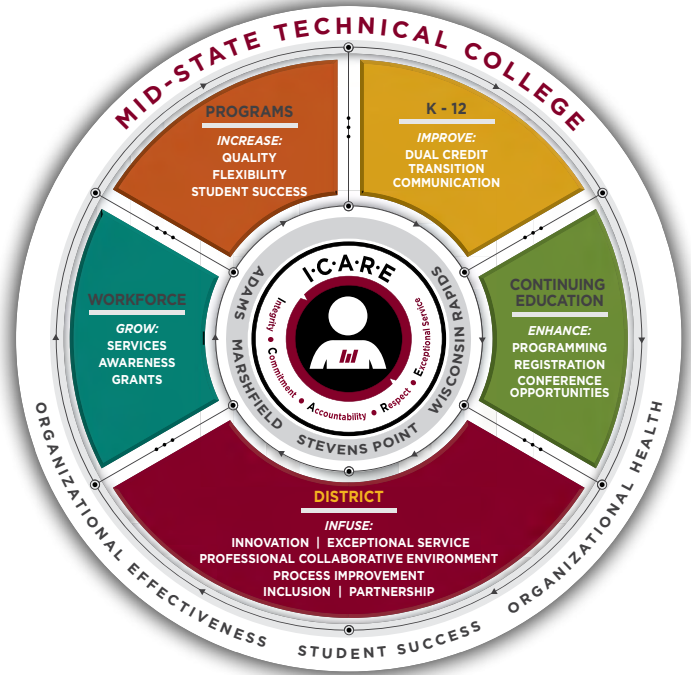 MID-STATE TECHNICAL COLLEGE
PROGRAMS
INCREASE:
QUALITY
FLEXIBILITY
STUDENT SUCCESS
K - 12
IMPROVE:
DUAL CREDIT
TRANSITION
COMMUNICATION
WORKFORCE
GROW:
SERVICES
AWARENESS
GRANTS
CONTINUING
EDUCATION
ENHANCE:
PROGRAMMING
REGISTRATION
CONFERENCE
OPPORTUNITIES
I·C·A·R·E
Integrity • Commitment • Accountability • Respect • Exceptional Service
ADAMS MARSHFIELD STEVENS POINT WISCONSIN RAPIDS
DISTRICT
INFUSE:
INNOVATION | EXCEPTIONAL SERVICE
PROFESSIONAL COLLABORATIVE ENVIRONMENT
PROCESS IMPROVEMENT
INCLUSION | PARTNERSHIP
ORGANIZATIONAL EFFECTIVENESS
STUDENT SUCCESS
ORGANIZATIONAL HEALTH